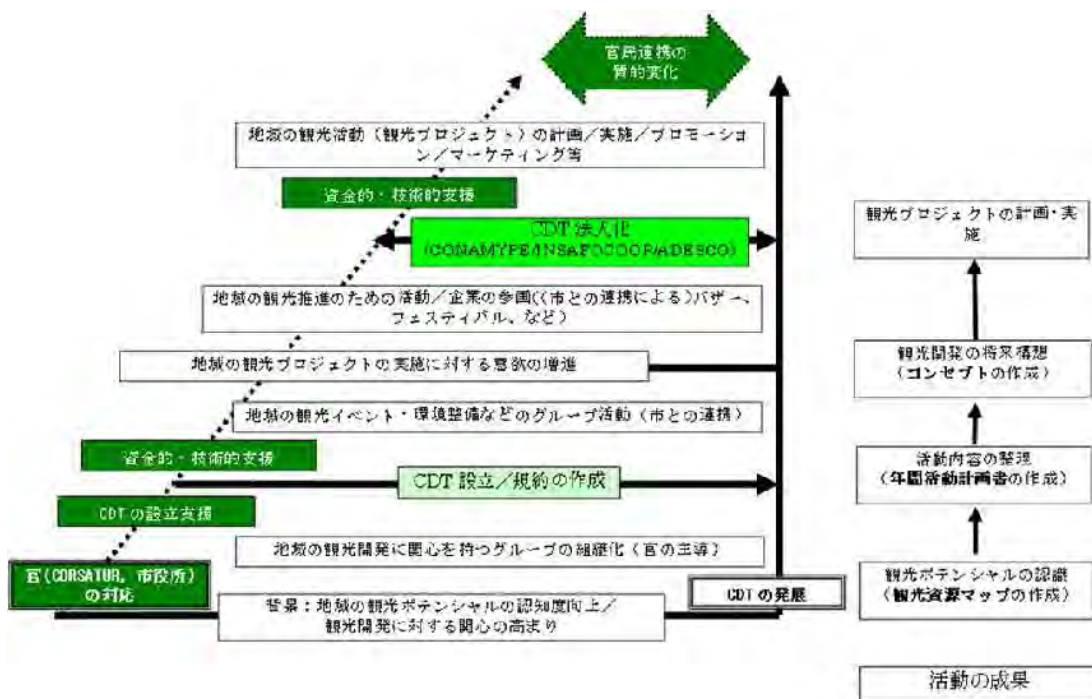 官民連携の
質的変化
地域の観光活動（観光プロジェクト）の計画／実施／プロモーショ
ン／マーケティング等
資金的・技術的支援
CDT 法人化
(CONAMYPE/INSAFOCOOP/ADESCO)
地域の観光推進のための活動／企業の参画(（市との連携による）バザー、
フェスティバル、など）
地域の観光プロジェクトの実施に対する意欲の増進
地域の観光イベント・環境整備などのグループ活動（市との連携）
資金的・技術的支援
CDT 設立／規約の作成
CDT の設立支援
地域の観光開発に関心を持つグループの組織化（官の主導）
官(CORSATUR, 市役所)
の対応
CDT の発展
背景：地域の観光ポテンシャルの認知度向上／
観光開発に対する関心の高まり
観光プロジェクトの計画・実
施
観光開発の将来構想
（コンセプトの作成）
活動内容の整理
（年間活動計画書の作成）
観光ポテンシャルの認識
（観光資源マップの作成）
活動の成果